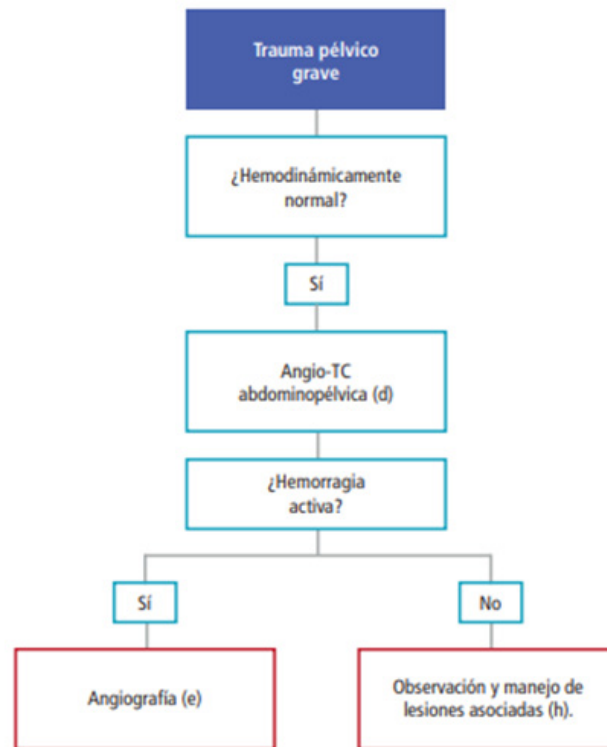 Trauma pélvico
grave
¿Hemodinámicamente
normal?
Sí
Angio-TC
abdominopélvica (d)
¿Hemorragia
activa?
Sí
No
Angiografía (e)
Observación y manejo de
lesiones asociadas (h).